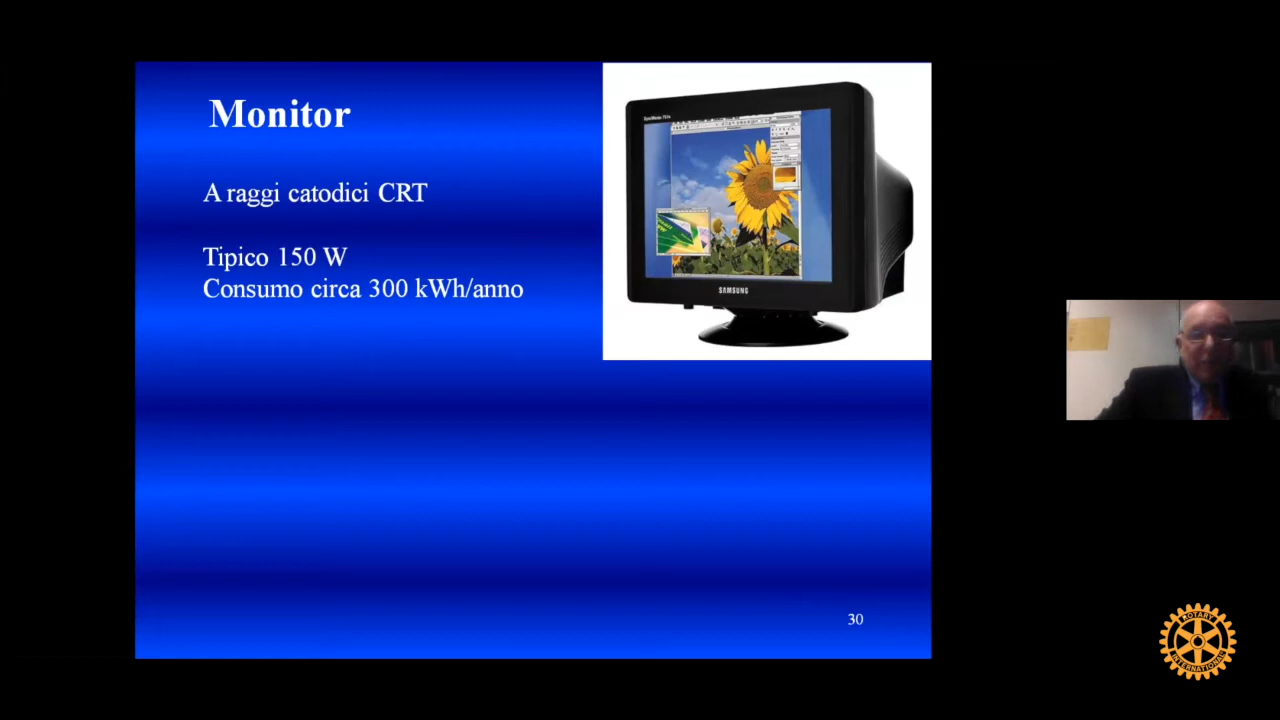 Monitor
A raggi catodici CRT
Tipico 150 W
Consumo circa 300 kWh/anno
SAMSUNG
30
ROTARY
INTERNATIONAL